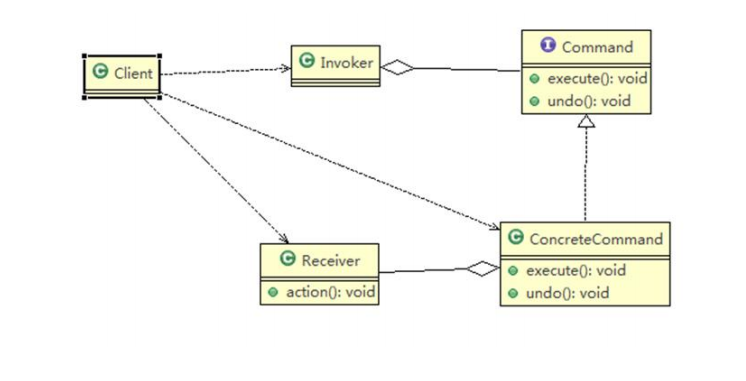 Client
Invoker
Command
execute(): void
undo(): void
Receiver
action(): void
ConcreteCommand
execute(): void
undo(): void